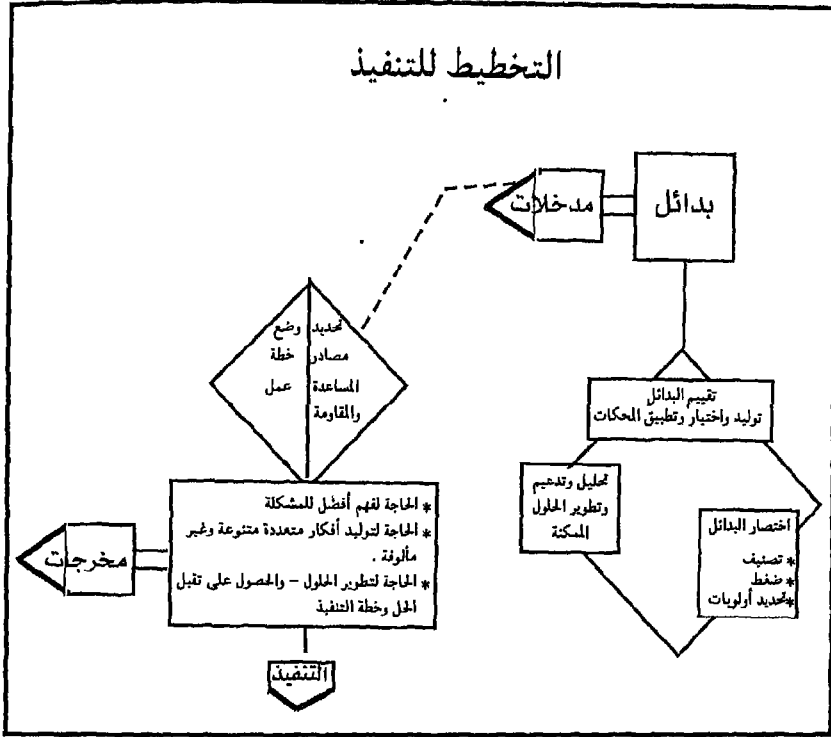 التخطيط للتنفيذ
بدائل
مدخلات
تقييم البدائل
توليد واختيار وتطبيق المحكات
اختصار البدائل
* تصنيف
* ضغط
* تحديد أولويات
تحليل وتدعيم
وتطوير الحلول
الممكنة
تحديد
مصادر
المساعدة
والمقاومة
وضع
خطة
عمل
* الحاجة لفهم أفضل للمشكلة
* الحاجة لتوليد أفكار متعددة متنوعة وغير
مألوفة .
* الحاجة لتطوير الحلول – والحصول على تقبل
الحل وخطة التنفيذ
مخرجات
التنفيذ